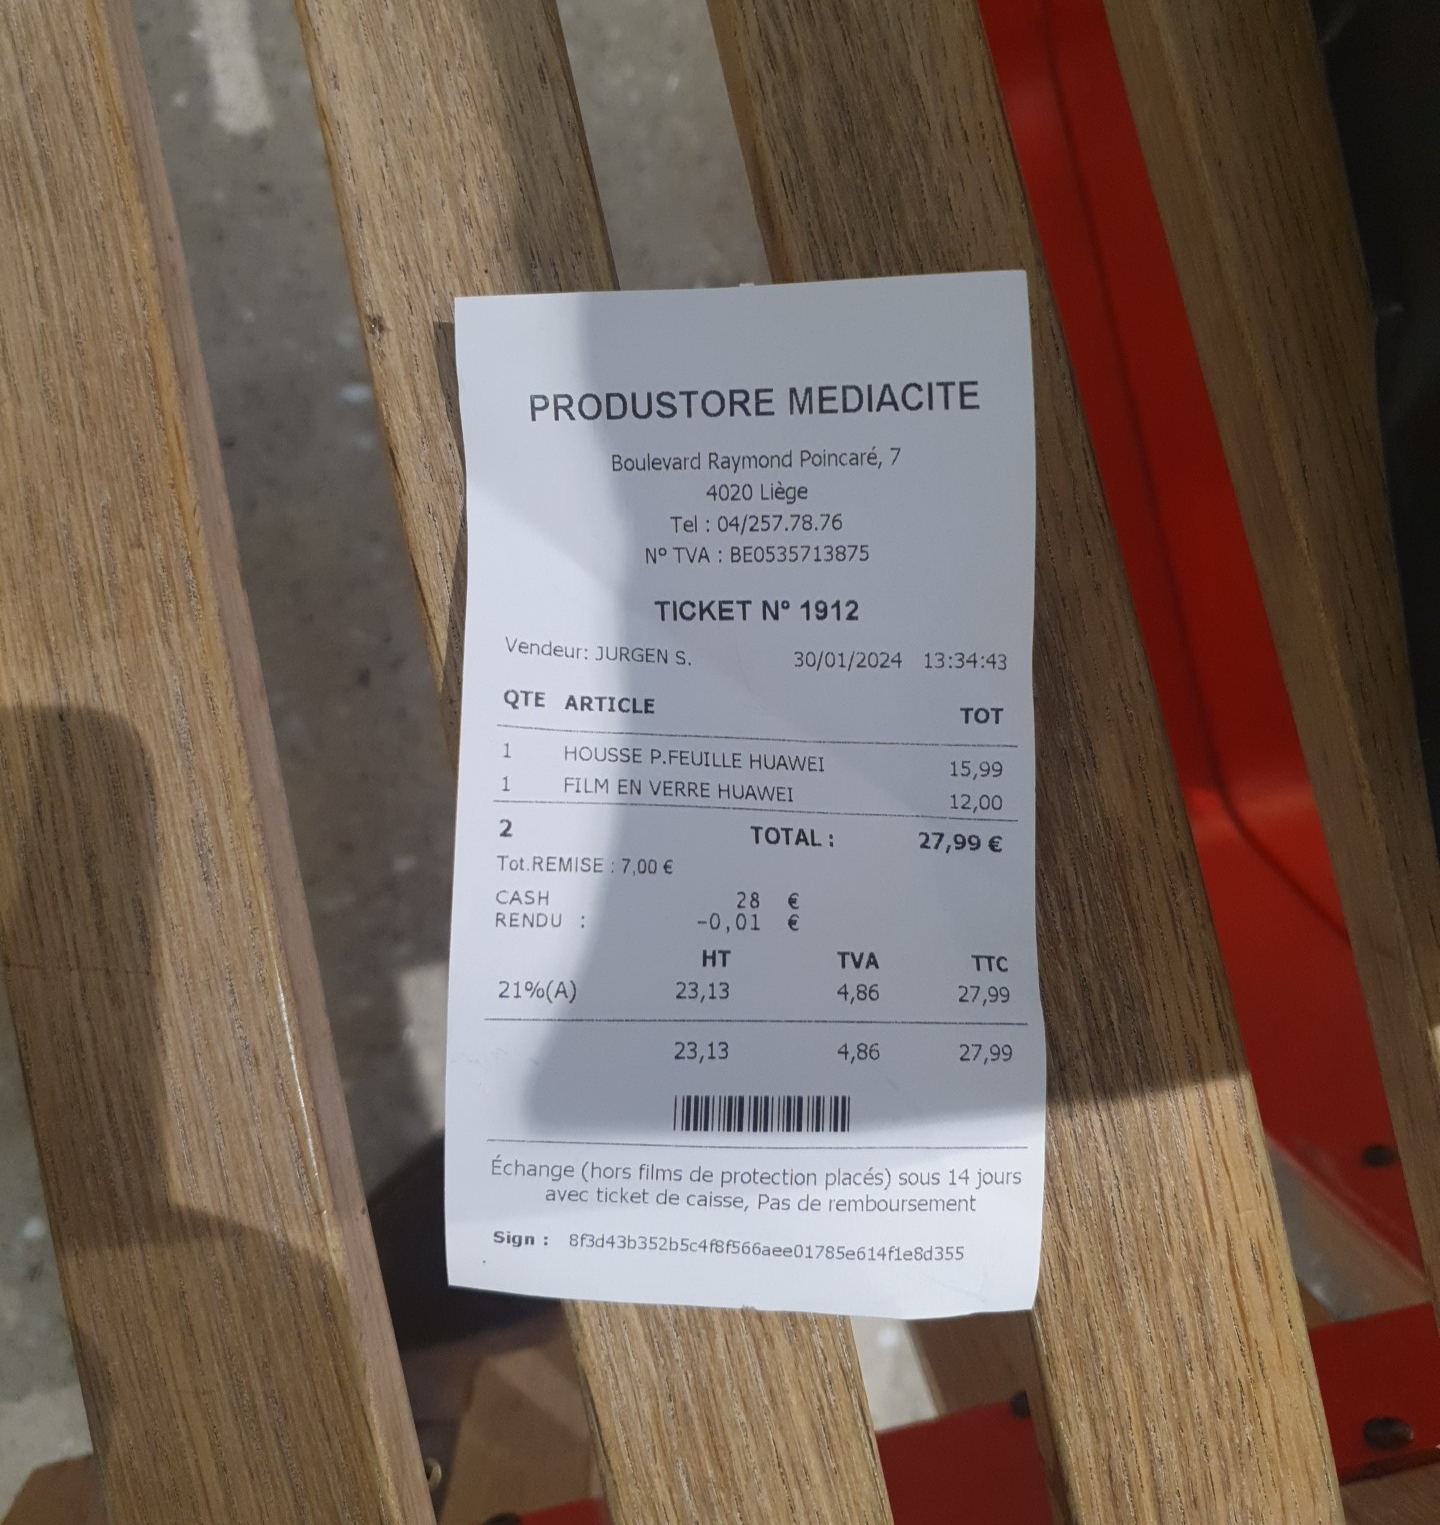 PRODUSTORE MEDIACITE
Boulevard Raymond Poincaré, 7
4020 Liège
Tel : 04/257.78.76
Nº TVA : BE0535713875
TICKET Nº 1912
Vendeur: JURGEN S. 30/01/2024 13:34:43
QTE ARTICLE TOT
1 HOUSSE P.FEUILLE HUAWEI 15,99
1 FILM EN VERRE HUAWEI 12,00
2 TOTAL : 27,99 €
Tot.REMISE : 7,00 €
CASH 28 €
RENDU : -0,01 €
HT TVA TTC
21%(A) 23,13 4,86 27,99
23,13 4,86 27,99
Échange (hors films de protection placés) sous 14 jours
avec ticket de caisse, Pas de remboursement
Sign : 8f3d43b352b5c4f8f566aee01785e614f1e8d355